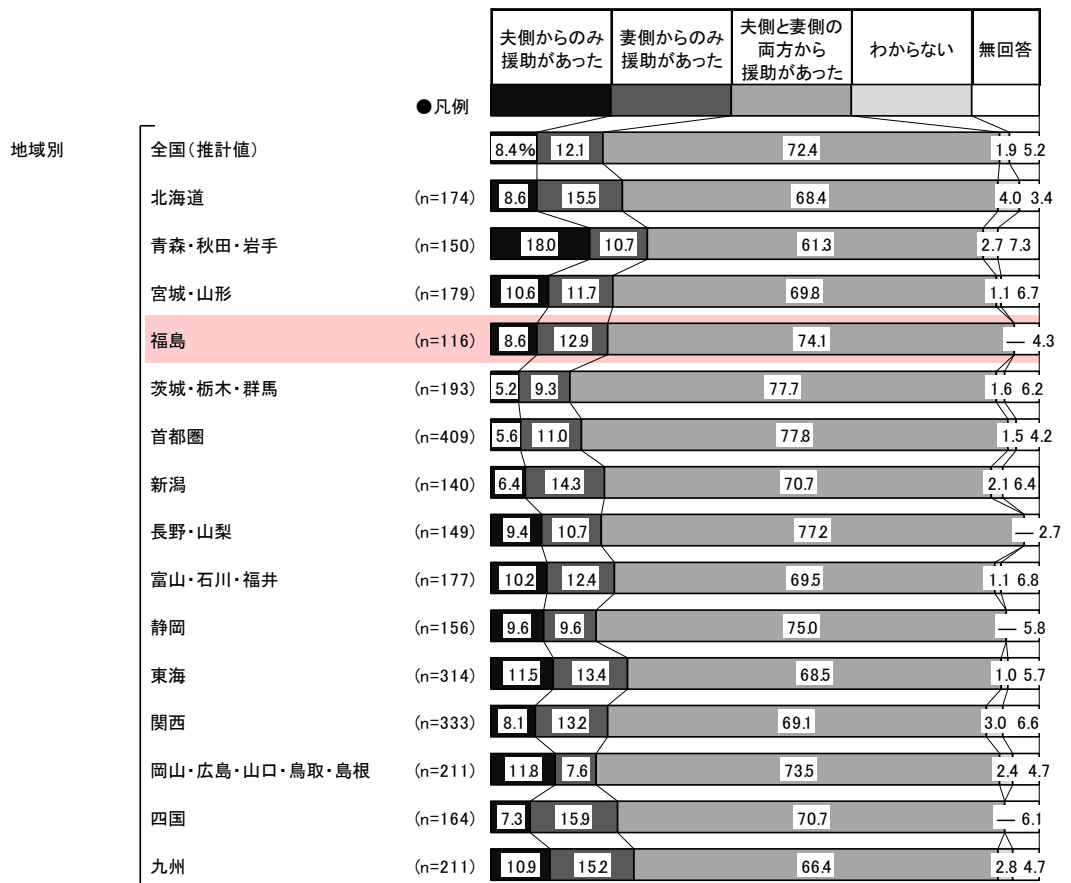 夫側からのみ 妻側からのみ 夫側と妻側の わからない 無回答
援助があった 援助があった 両方から
援助があった
●凡例
地域別 全国(推計値) 8.4% 12.1 72.4 1.9 5.2
北海道 (n=174) 8.6 15.5 68.4 4.0 3.4
青森・秋田・岩手 (n=150) 18.0 10.7 61.3 2.7 7.3
宮城・山形 (n=179) 10.6 11.7 69.8 1.1 6.7
福島 (n=116) 8.6 12.9 74.1 — 4.3
茨城・栃木・群馬 (n=193) 5.2 9.3 77.7 1.6 6.2
首都圏 (n=409) 5.6 11.0 77.8 1.5 4.2
新潟 (n=140) 6.4 14.3 70.7 2.1 6.4
長野・山梨 (n=149) 9.4 10.7 77.2 — 2.7
富山・石川・福井 (n=177) 10.2 12.4 69.5 1.1 6.8
静岡 (n=156) 9.6 9.6 75.0 — 5.8
東海 (n=314) 11.5 13.4 68.5 1.0 5.7
関西 (n=333) 8.1 13.2 69.1 3.0 6.6
岡山・広島・山口・鳥取・島根 (n=211) 11.8 7.6 73.5 2.4 4.7
四国 (n=164) 7.3 15.9 70.7 — 6.1
九州 (n=211) 10.9 15.2 66.4 2.8 4.7